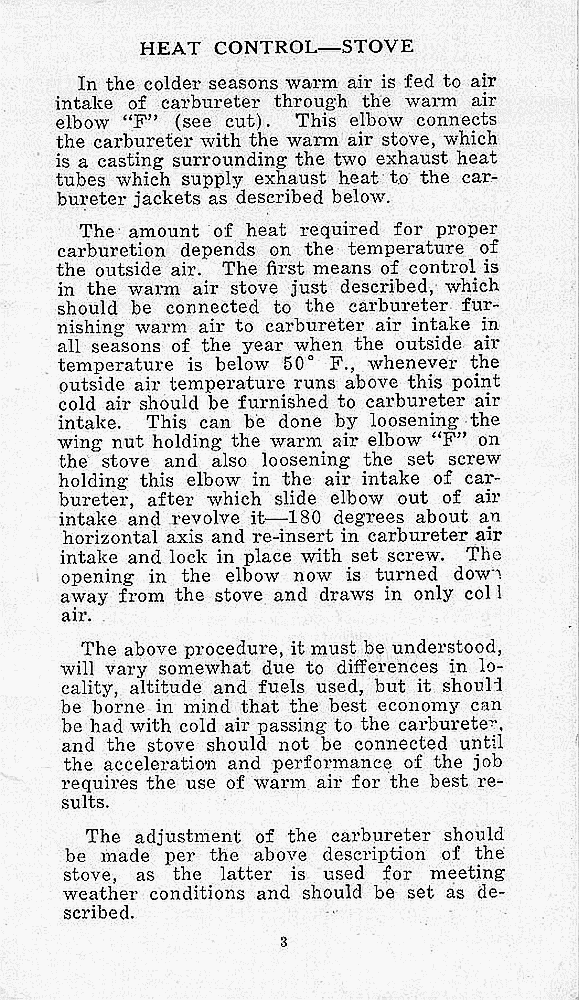 HEAT CONTROL—STOVE
In the colder seasons warm air is fed to air
intake of carbureter through the warm air
elbow “F” (see cut). This elbow connects
the carbureter with the warm air stove, which
is a casting surrounding the two exhaust heat
tubes which supply exhaust heat to the car-
bureter jackets as described below.
The amount of heat required for proper
carburetion depends on the temperature of
the outside air. The first means of control is
in the warm air stove just described, which
should be connected to the carbureter fur-
nishing warm air to carbureter air intake in
all seasons of the year when the outside air
temperature is below 50° F., whenever the
outside air temperature runs above this point
cold air should be furnished to carbureter air
intake. This can be done by loosening the
wing nut holding the warm air elbow “F” on
the stove and also loosening the set screw
holding this elbow in the air intake of car-
bureter, after which slide elbow out of air
intake and revolve it—180 degrees about an
horizontal axis and re-insert in carbureter air
intake and lock in place with set screw. The
opening in the elbow now is turned down
away from the stove and draws in only cold
air.
The above procedure, it must be understood,
will vary somewhat due to differences in lo-
cality, altitude and fuels used, but it should
be borne in mind that the best economy can
be had with cold air passing to the carbureter,
and the stove should not be connected until
the acceleration and performance of the job
requires the use of warm air for the best re-
sults.
The adjustment of the carbureter should
be made per the above description of the
stove, as the latter is used for meeting
weather conditions and should be set as de-
scribed.
3